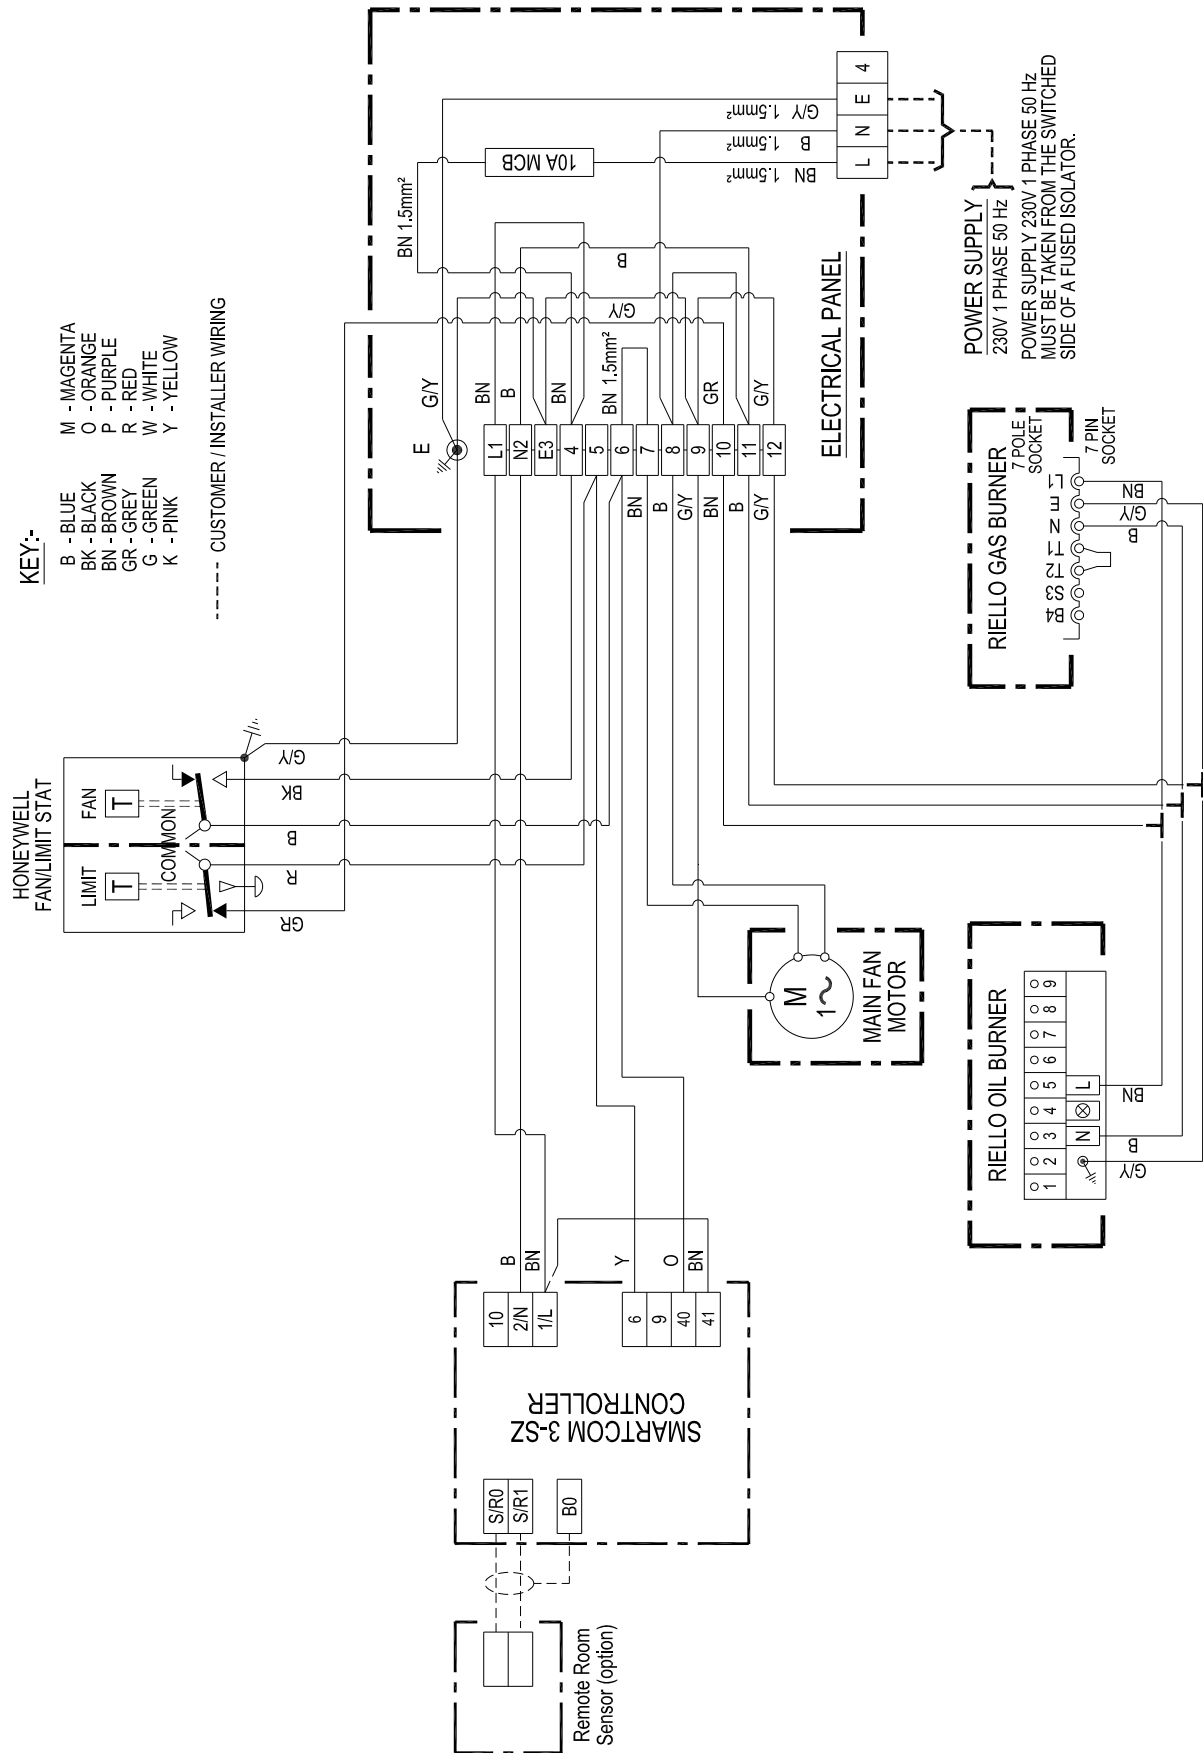 KEY:-
B - BLUE
BK - BLACK
BN - BROWN
GR - GREY
G - GREEN
K - PINK
M - MAGENTA
O - ORANGE
P - PURPLE
R - RED
W - WHITE
Y - YELLOW
CUSTOMER / INSTALLER WIRING
HONEYWELL
FAN/LIMIT STAT
LIMIT
FAN
T
T
COMMON
GR
R
B
BK
G/Y
ELECTRICAL PANEL
E
G/Y
BN
B
BN
BN 1.5mm²
GR
G/Y
L1
N2
E3
4
5
6
7
8
9
10
11
12
BN
B
G/Y
BN
B
G/Y
BN 1.5mm²
10A MCB
B
G/Y
G/Y 1.5mm²
B 1.5mm²
BN 1.5mm²
L
N
E
4
POWER SUPPLY
230V 1 PHASE 50 Hz
POWER SUPPLY 230V 1 PHASE 50 Hz
MUST BE TAKEN FROM THE SWITCHED
SIDE OF A FUSED ISOLATOR.
SMARTCOM 3-SZ
CONTROLLER
10
2/N
1/L
B
BN
6
9
40
41
Y
O
BN
S/R0
S/R1
B0
Remote Room
Sensor (option)
M
1
MAIN FAN
MOTOR
RIELLO OIL BURNER
1
2
3
4
5
6
7
8
9
N
L
G/Y
B
BN
RIELLO GAS BURNER
7 POLE
SOCKET
7 PIN
SOCKET
B4
S3
T2
T1
N
E
L1
B
G/Y
BN